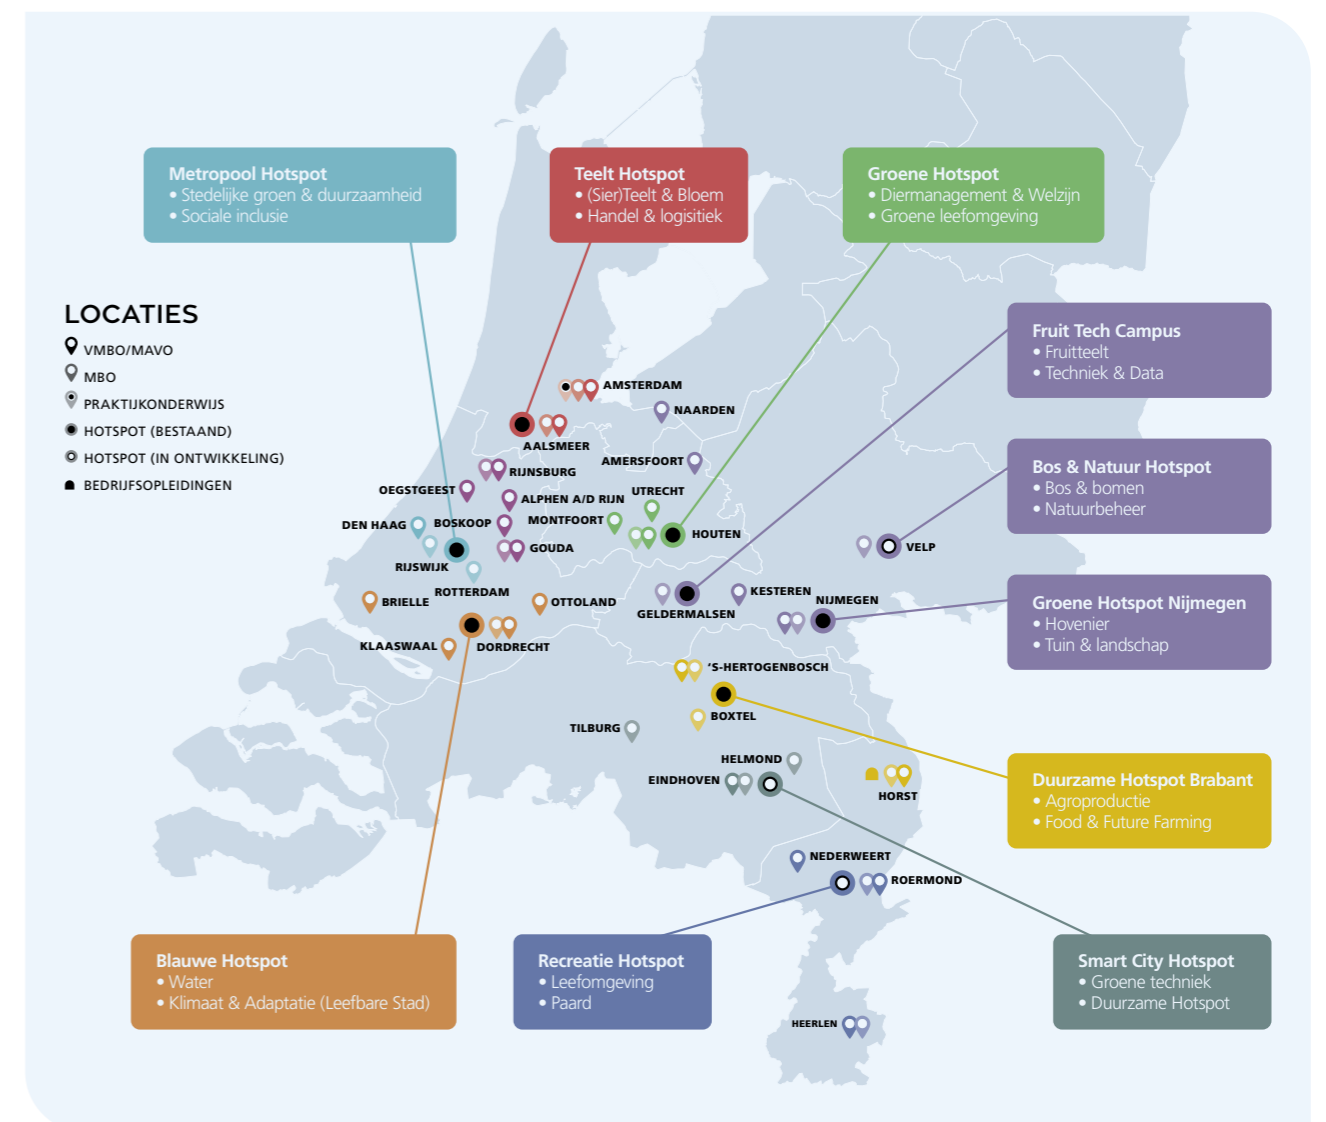 Metropool Hotspot
• Stedelijke groen & duurzaamheid
• Sociale inclusie
Teelt Hotspot
• (Sier)Teelt & Bloem
• Handel & logisitiek
Groene Hotspot
• Diermanagement & Welzijn
• Groene leefomgeving
LOCATIES
VMBO/MAVO
MBO
PRAKTIJKONDERWIJS
HOTSPOT (BESTAAND)
HOTSPOT (IN ONTWIKKELING)
BEDRIJFSOPLEIDINGEN
Fruit Tech Campus
• Fruitteelt
• Techniek & Data
Bos & Natuur Hotspot
• Bos & bomen
• Natuurbeheer
Groene Hotspot Nijmegen
• Hovenier
• Tuin & landschap
Duurzame Hotspot Brabant
• Agroproductie
• Food & Future Farming
AMSTERDAM
NAARDEN
AALSMEER
AMERSFOORT
RIJNSBURG
OEGSTGEEST
UTRECHT
ALPHEN A/D RIJN
DEN HAAG
BOSKOOP
MONTFOORT
HOUTEN
GOUDA
VELP
RIJSWIJK
ROTTERDAM
KESTEREN
BRIELLE
OTTOLAND
NIJMEGEN
GELDERMALSEN
KLAASWAAL
DORDRECHT
'S-HERTOGENBOSCH
BOXTEL
TILBURG
HELMOND
EINDHOVEN
HORST
NEDERWEERT
ROERMOND
HEERLEN
Blauwe Hotspot
• Water
• Klimaat & Adaptatie (Leefbare Stad)
Recreatie Hotspot
• Leefomgeving
• Paard
Smart City Hotspot
• Groene techniek
• Duurzame Hotspot